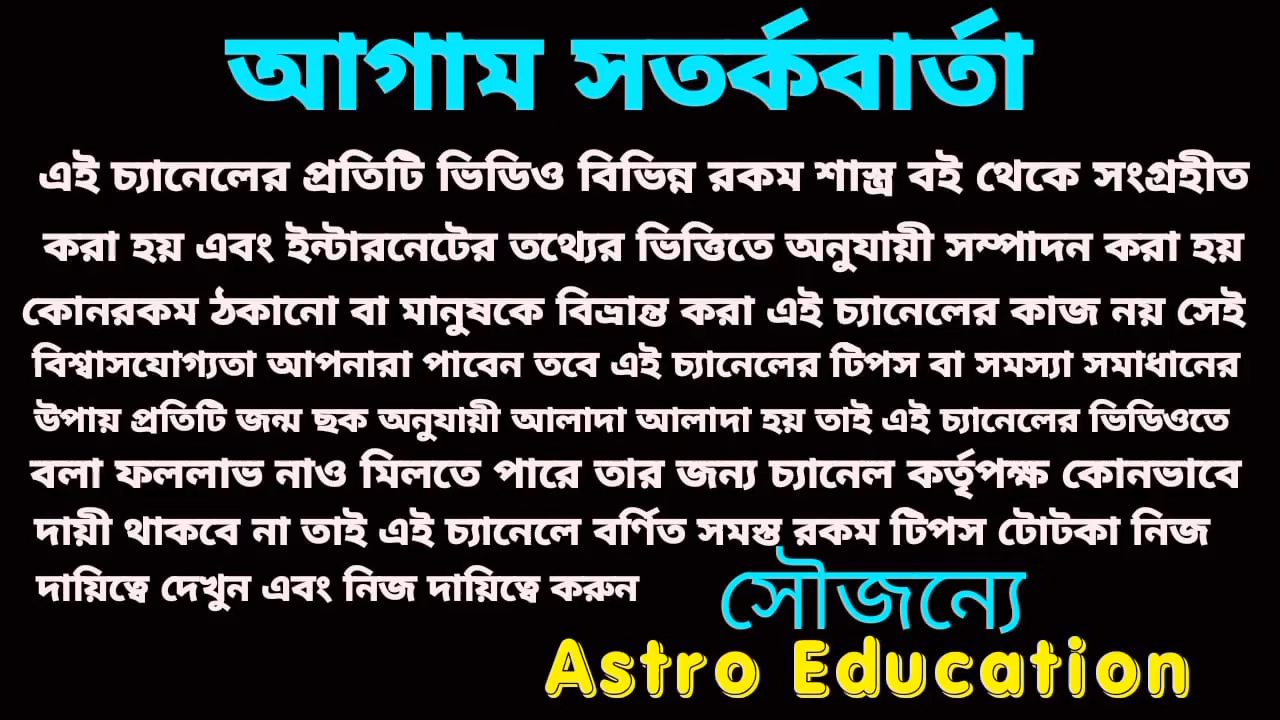 আগাম সতর্কবার্তা
এই চ্যানেলের প্রতিটি ভিডিও বিভিন্ন রকম শাস্ত্র বই থেকে সংগ্রহীত
করা হয় এবং ইন্টারনেটের তথ্যের ভিত্তিতে অনুযায়ী সম্পাদন করা হয়
কোনরকম ঠকানো বা মানুষকে বিভ্রান্ত করা এই চ্যানেলের কাজ নয় সেই
বিশ্বাসযোগ্যতা আপনারা পাবেন তবে এই চ্যানেলের টিপস বা সমস্যা সমাধানের
উপায় প্রতিটি জন্ম ছক অনুযায়ী আলাদা আলাদা হয় তাই এই চ্যানেলের ভিডিওতে
বলা ফললাভ নাও মিলতে পারে তার জন্য চ্যানেল কর্তৃপক্ষ কোনভাবে
দায়ী থাকবে না তাই এই চ্যানেলে বর্ণিত সমস্ত রকম টিপস টোটকা নিজ
দায়িত্বে দেখুন এবং নিজ দায়িত্বে করুন
সৌজন্যে
Astro Education